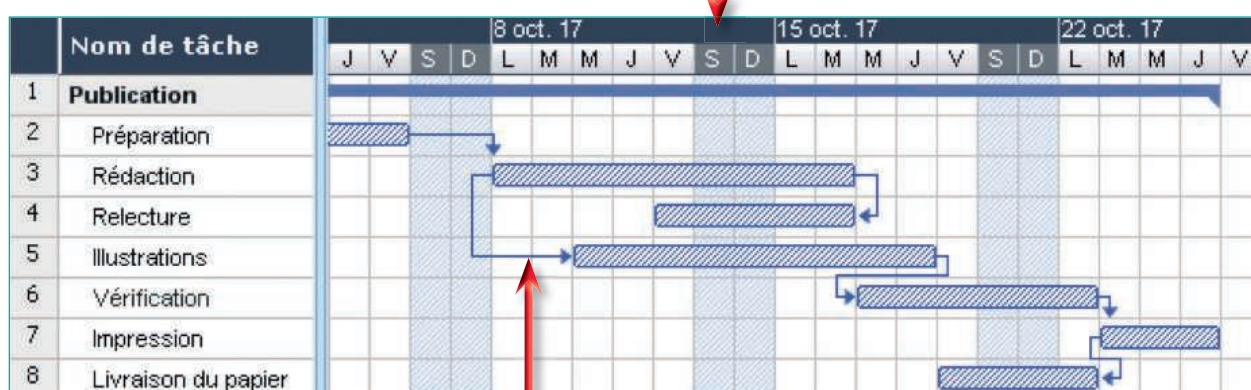 Nom de tâche
8 oct. 17 15 oct. 17 22 oct. 17
J V S D L M M J V S D L M M J V S D L M M J V
1 Publication
2 Préparation
3 Rédaction
4 Relecture
5 Illustrations
6 Vérification
7 Impression
8 Livraison du papier